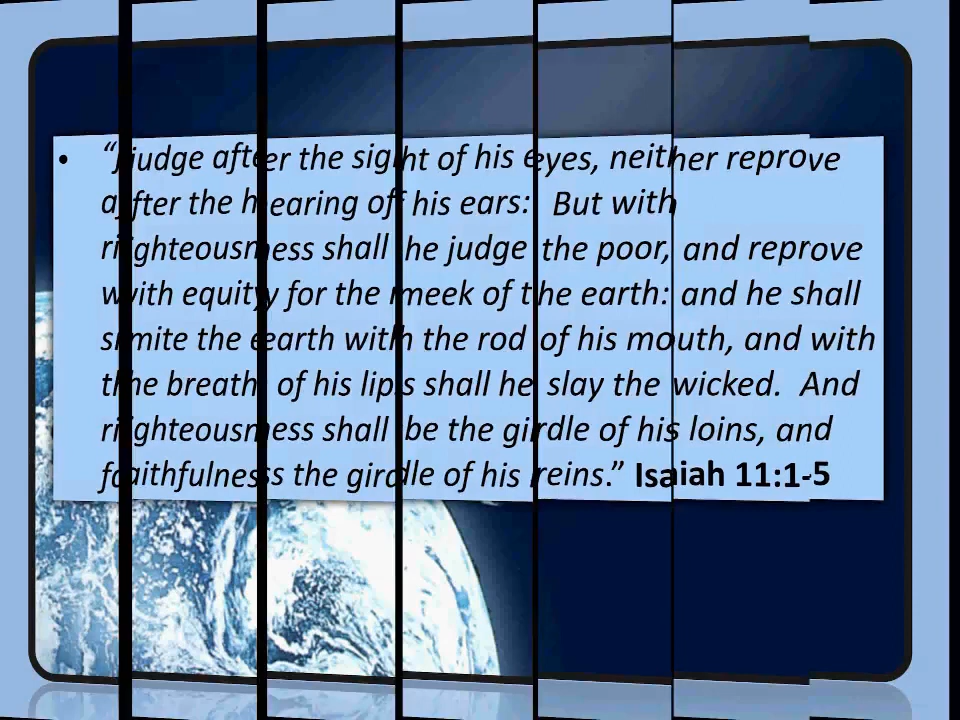 • “judge after the sight of his eyes, neither reprove
after the hearing of his ears: But with
righteousness shall he judge the poor, and reprove
with equity for the meek of the earth: and he shall
smite the earth with the rod of his mouth, and with
the breath of his lips shall he slay the wicked. And
righteousness shall be the girdle of his loins, and
faithfulness the girdle of his reins.” Isaiah 11:1-5